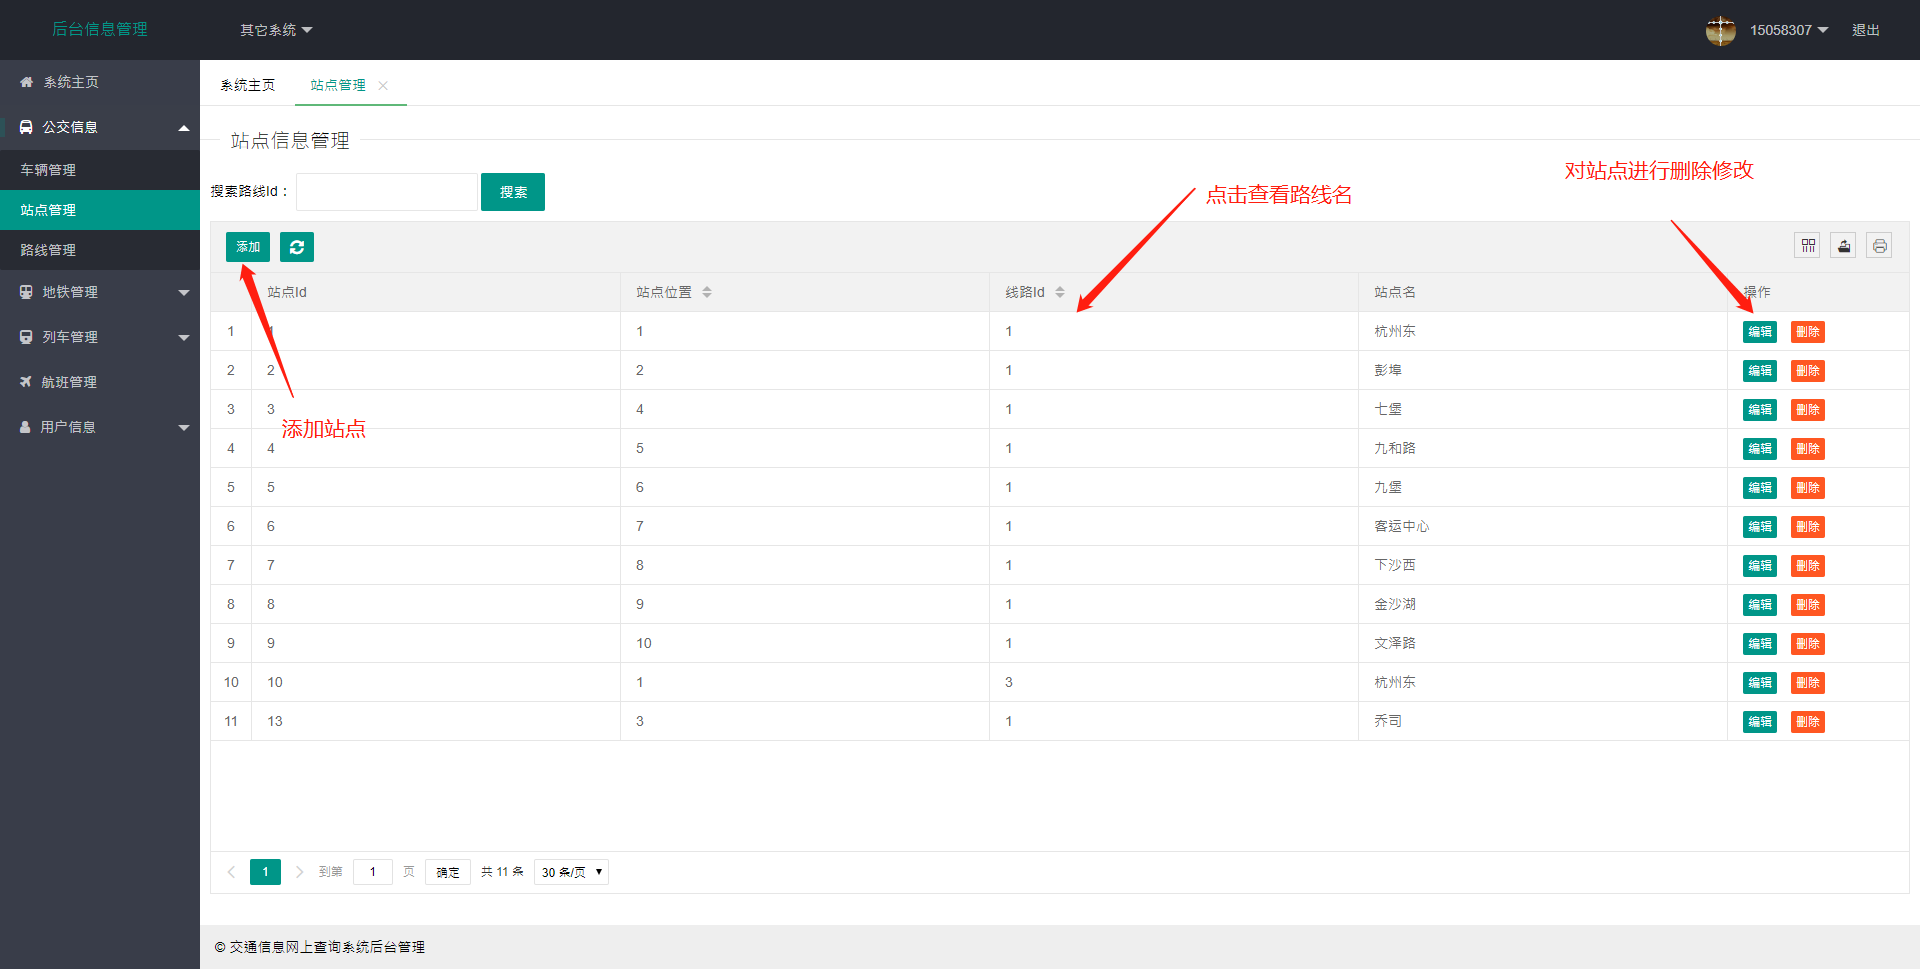 后台信息管理
其它系统
15058307
退出
系统主页
公交信息
车辆管理
站点管理
路线管理
地铁管理
列车管理
航班管理
用户信息
系统主页
站点管理
站点信息管理
搜索路线Id：
搜索
点击查看路线名
对站点进行删除修改
添加
添加站点
站点Id 站点位置 线路Id 站点名 操作
1 1 1 1 杭州东 编辑 删除
2 2 2 1 彭埠 编辑 删除
3 3 4 1 七堡 编辑 删除
4 4 5 1 九和路 编辑 删除
5 5 6 1 九堡 编辑 删除
6 6 7 1 客运中心 编辑 删除
7 7 8 1 下沙西 编辑 删除
8 8 9 1 金沙湖 编辑 删除
9 9 10 1 文泽路 编辑 删除
10 10 1 3 杭州东 编辑 删除
11 13 3 1 乔司 编辑 删除
1 到第 1 页 确定 共 11 条 30 条/页
© 交通信息网上查询系统后台管理